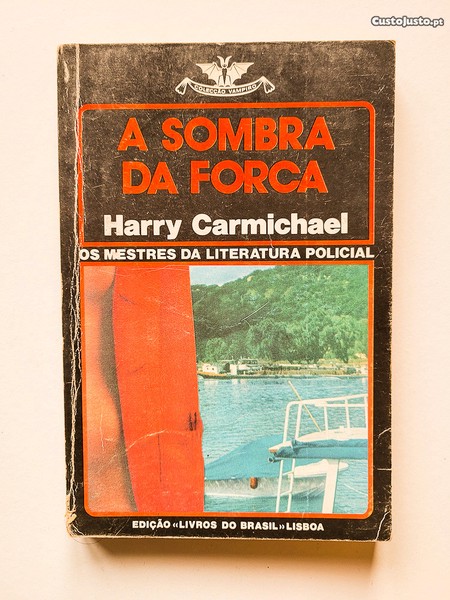 CustoJusto.pt
COLECÇÃO VAMPIRO
A SOMBRA
DA FORCA
Harry Carmichael
OS MESTRES DA LITERATURA POLICIAL
EDIÇÃO «LIVROS DO BRASIL» LISBOA